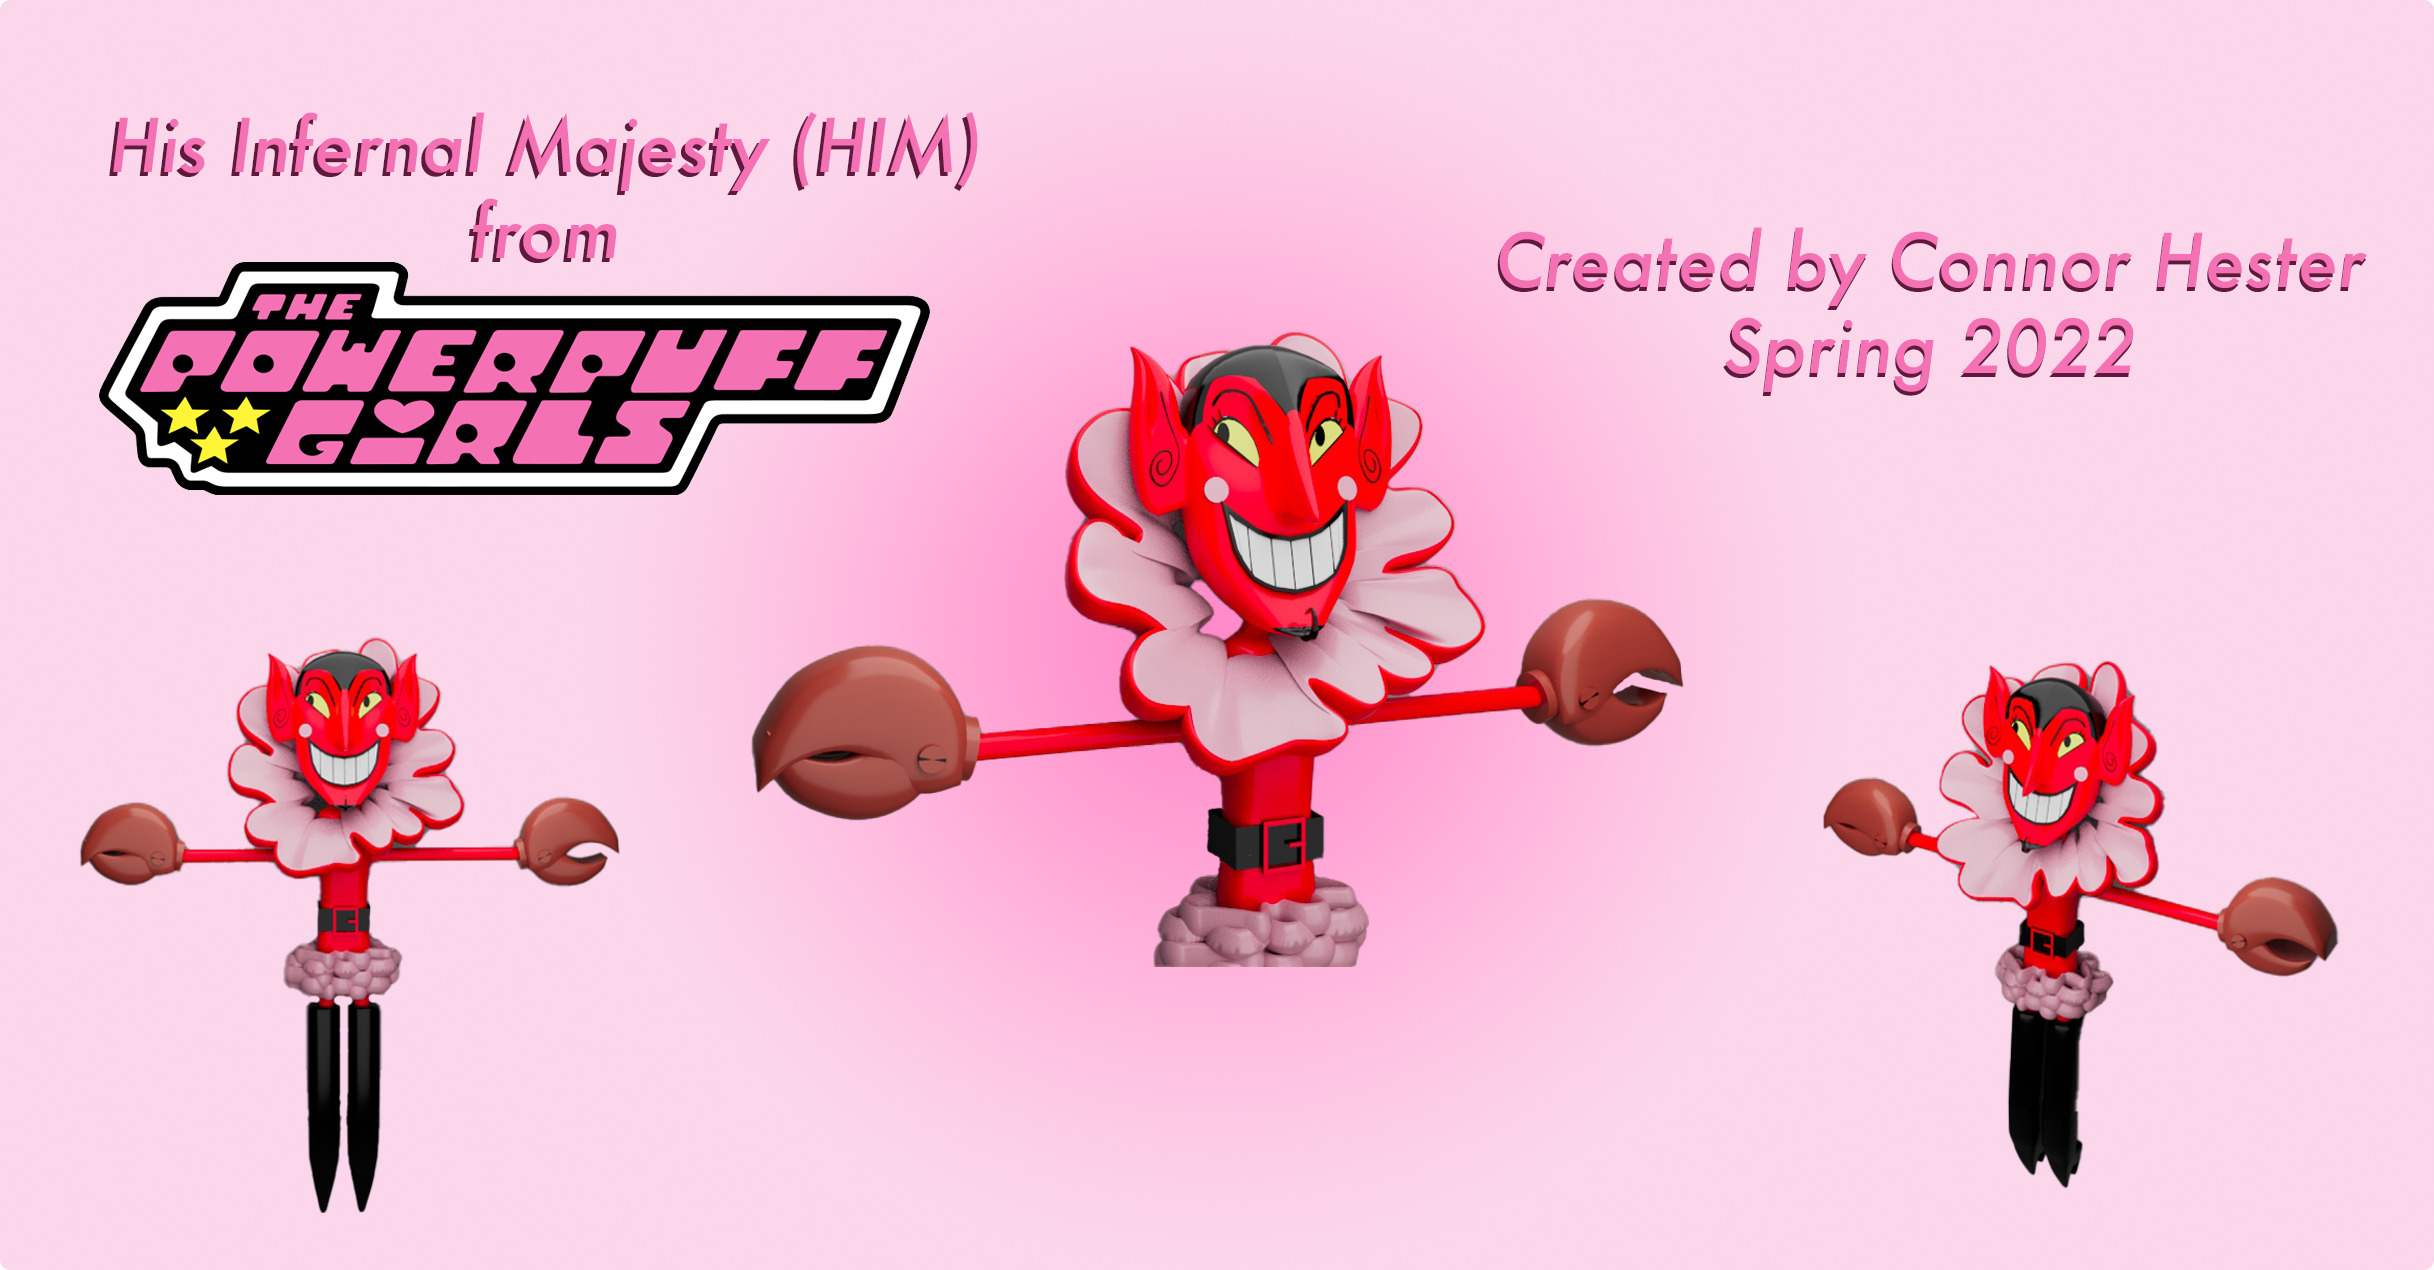 His Infernal Majesty (HIM)
from
THE
POWERPUFF
GIRLS
Created by Connor Hester
Spring 2022